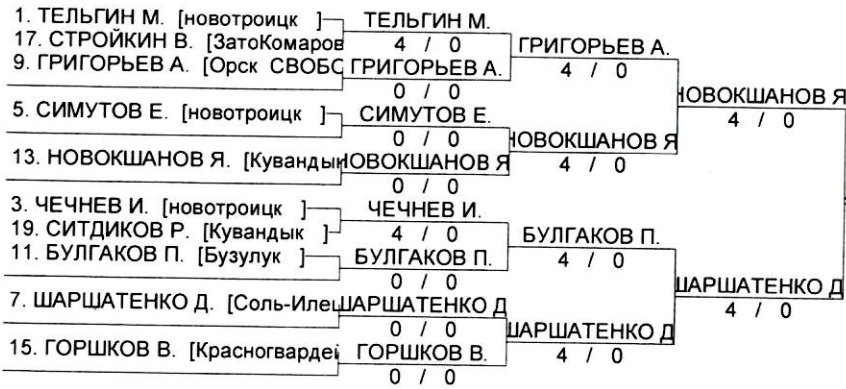 1. ТЕЛЬГИН М. [новотроицк ]
17. СТРОЙКИН В. [ЗатоКомаров
9. ГРИГОРЬЕВ А. [Орск СВОБС
5. СИМУТОВ Е. [новотроицк ]
13. НОВОКШАНОВ Я. [Кувандык
3. ЧЕЧНЕВ И. [новотроицк ]
19. СИТДИКОВ Р. [Кувандык ]
11. БУЛГАКОВ П. [Бузулук ]
7. ШАРШАТЕНКО Д. [Соль-Илец
15. ГОРШКОВ В. [Красногвардей
ТЕЛЬГИН М.
4 / 0
ГРИГОРЬЕВ А.
0 / 0
СИМУТОВ Е.
0 / 0
НОВОКШАНОВ Я
0 / 0
ЧЕЧНЕВ И.
4 / 0
БУЛГАКОВ П.
0 / 0
ШАРШАТЕНКО Д
0 / 0
ГОРШКОВ В.
0 / 0
ГРИГОРЬЕВ А.
4 / 0
НОВОКШАНОВ Я
4 / 0
БУЛГАКОВ П.
4 / 0
ШАРШАТЕНКО Д
4 / 0
НОВОКШАНОВ Я
4 / 0
ШАРШАТЕНКО Д
4 / 0